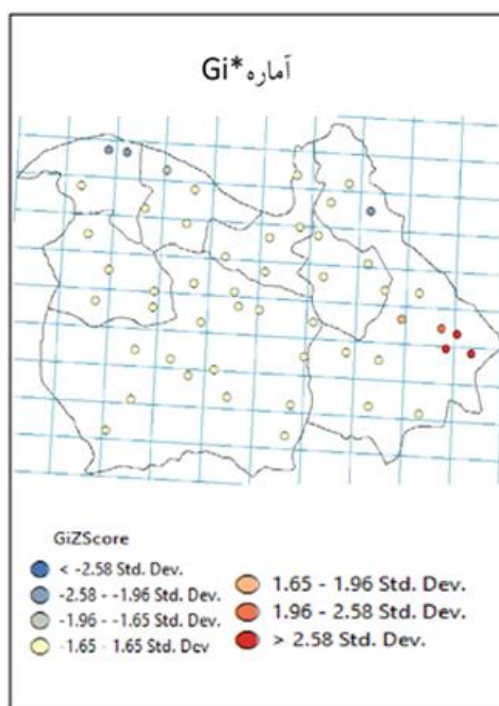 آماره Gi*
GiZScore
< -2.58 Std. Dev.
-2.58 - -1.96 Std. Dev.
-1.96 - -1.65 Std. Dev.
-1.65 - 1.65 Std. Dev
1.65 - 1.96 Std. Dev.
1.96 - 2.58 Std. Dev.
> 2.58 Std. Dev.